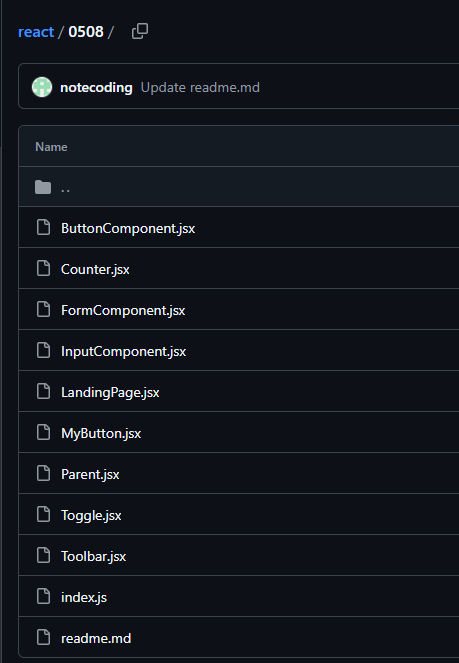 react / 0508 /
notecoding Update readme.md
Name
..
ButtonComponent.jsx
Counter.jsx
FormComponent.jsx
InputComponent.jsx
LandingPage.jsx
MyButton.jsx
Parent.jsx
Toggle.jsx
Toolbar.jsx
index.js
readme.md